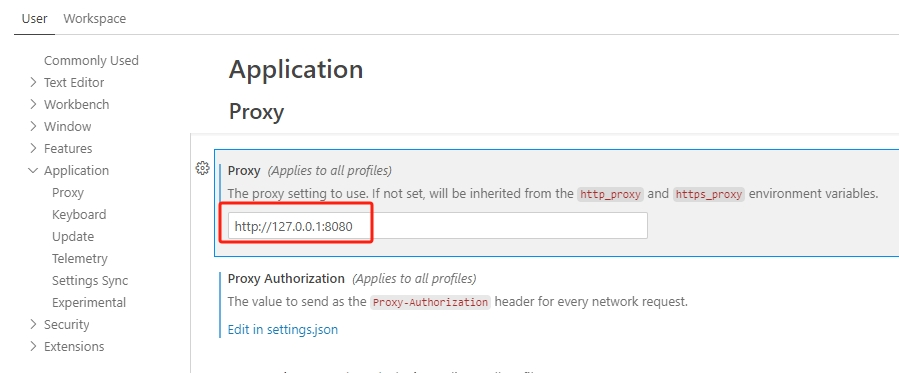 User Workspace
Commonly Used
Text Editor
Workbench
Window
Features
Application
Proxy
Keyboard
Update
Telemetry
Settings Sync
Experimental
Security
Extensions
Application
Proxy
Proxy (Applies to all profiles)
The proxy setting to use. If not set, will be inherited from the http_proxy and https_proxy environment variables.
http://127.0.0.1:8080
Proxy Authorization (Applies to all profiles)
The value to send as the Proxy-Authorization header for every network request.
Edit in settings.json